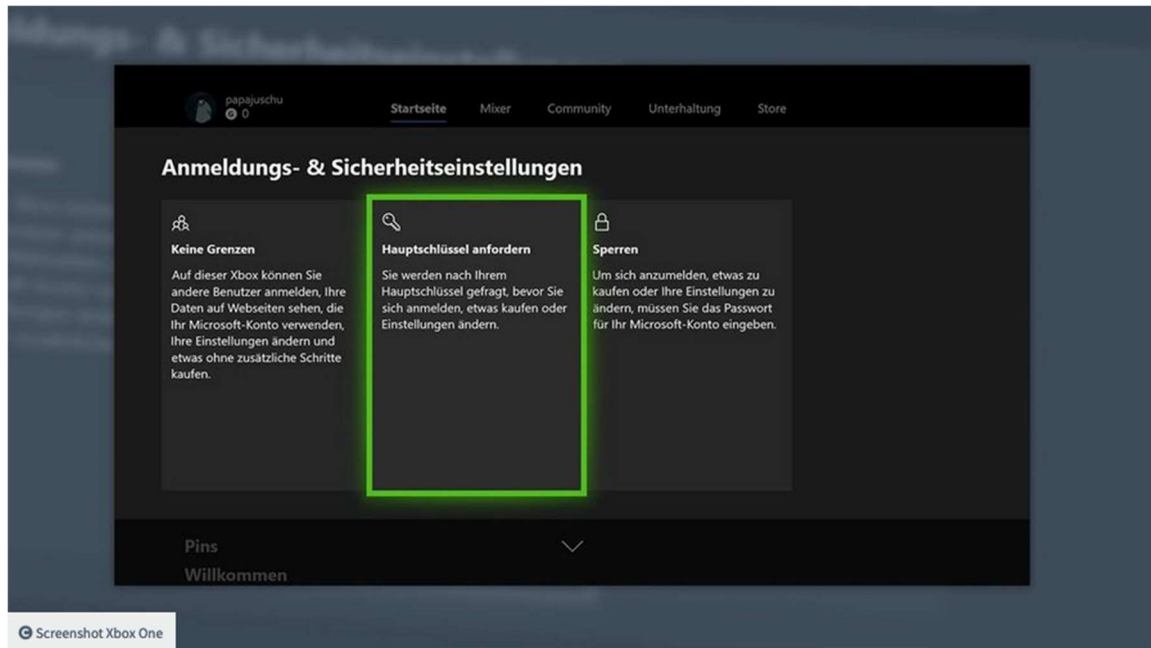 papajuschu
G 0
Startseite Mixer Community Unterhaltung Store
Anmeldungs- & Sicherheitseinstellungen
Keine Grenzen
Auf dieser Xbox können Sie
andere Benutzer anmelden, Ihre
Daten auf Webseiten sehen, die
Ihr Microsoft-Konto verwenden,
Ihre Einstellungen ändern und
etwas ohne zusätzliche Schritte
kaufen.
Hauptschlüssel anfordern
Sie werden nach Ihrem
Hauptschlüssel gefragt, bevor Sie
sich anmelden, etwas kaufen oder
Einstellungen ändern.
Sperren
Um sich anzumelden, etwas zu
kaufen oder Ihre Einstellungen zu
ändern, müssen Sie das Passwort
für Ihr Microsoft-Konto eingeben.
Pins
Willkommen
Screenshot Xbox One